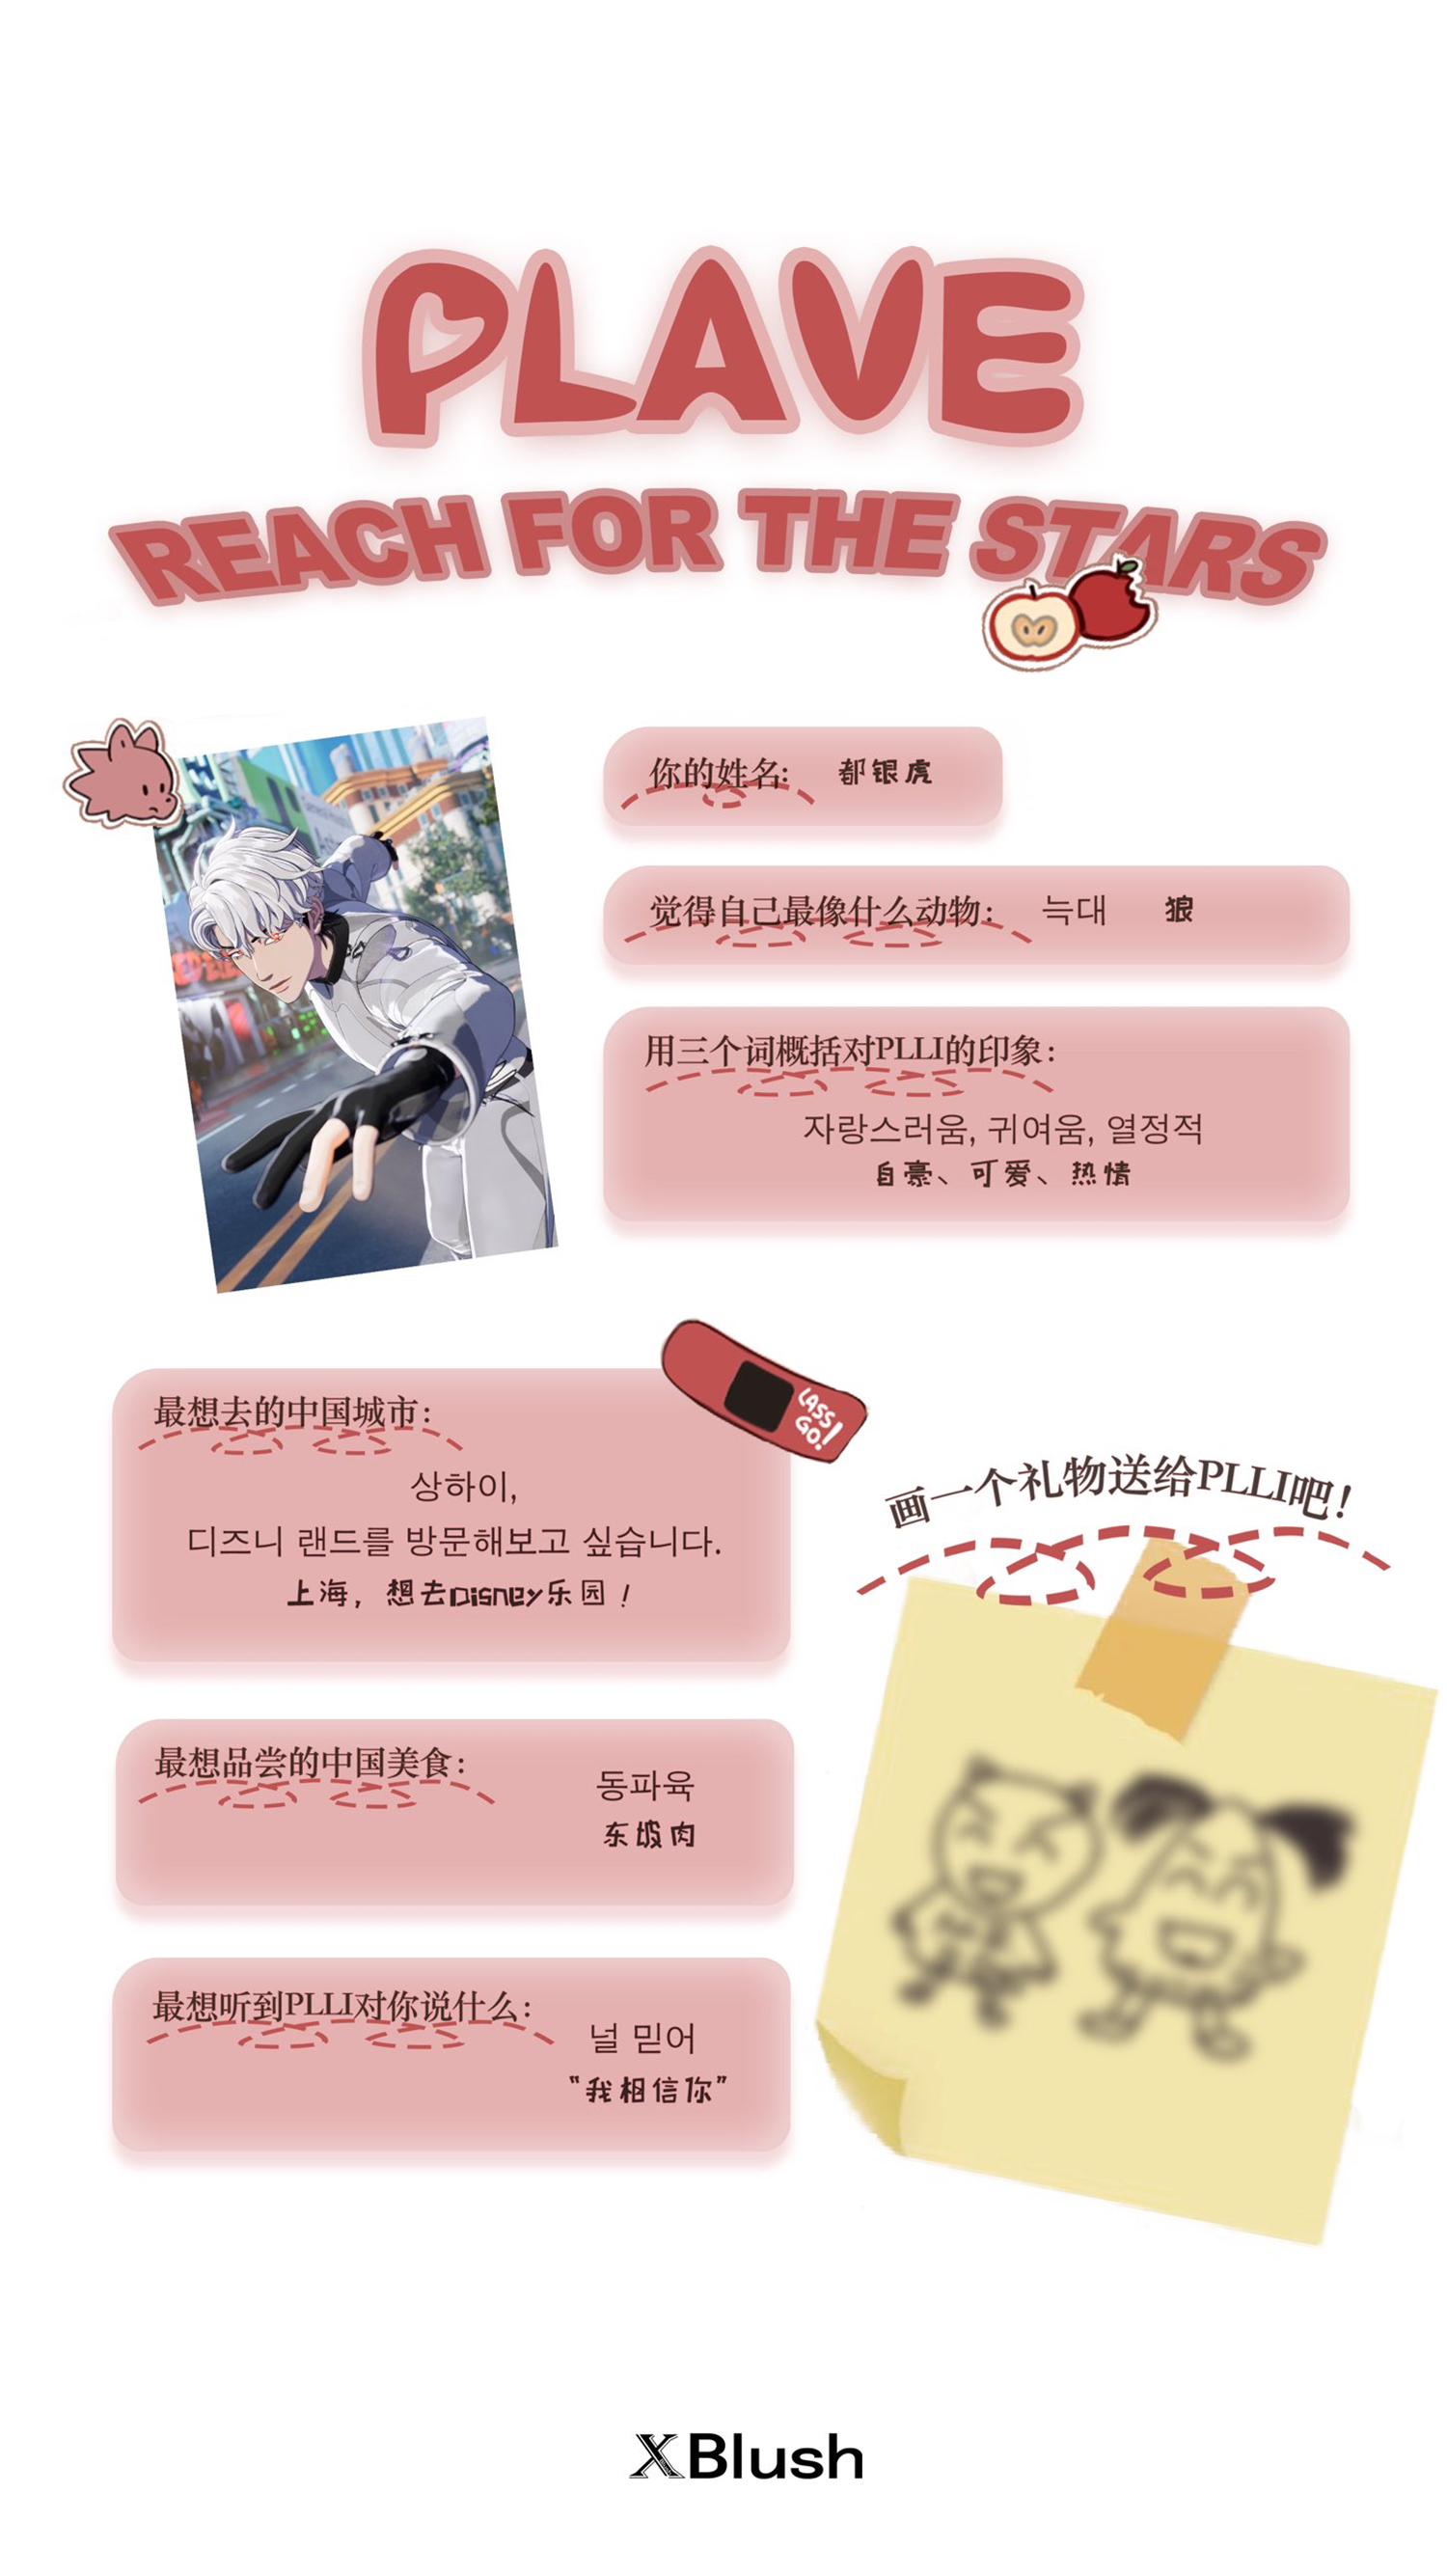 PLAVE
REACH FOR THE STARS
你的姓名: 都银虎
觉得自己最像什么动物: 늑대 狼
用三个词概括对PLLI的印象:
자랑스러움, 귀여움, 열정적
自豪、可爱、热情
LASS
GO!
最想去的中国城市:
상하이,
디즈니 랜드를 방문해보고 싶습니다.
上海, 想去Disney乐园!
画一个礼物送给PLLI吧!
最想品尝的中国美食:
동파육
东坡肉
最想听到PLLI对你说什么:
널 믿어
“我相信你”
XBlush